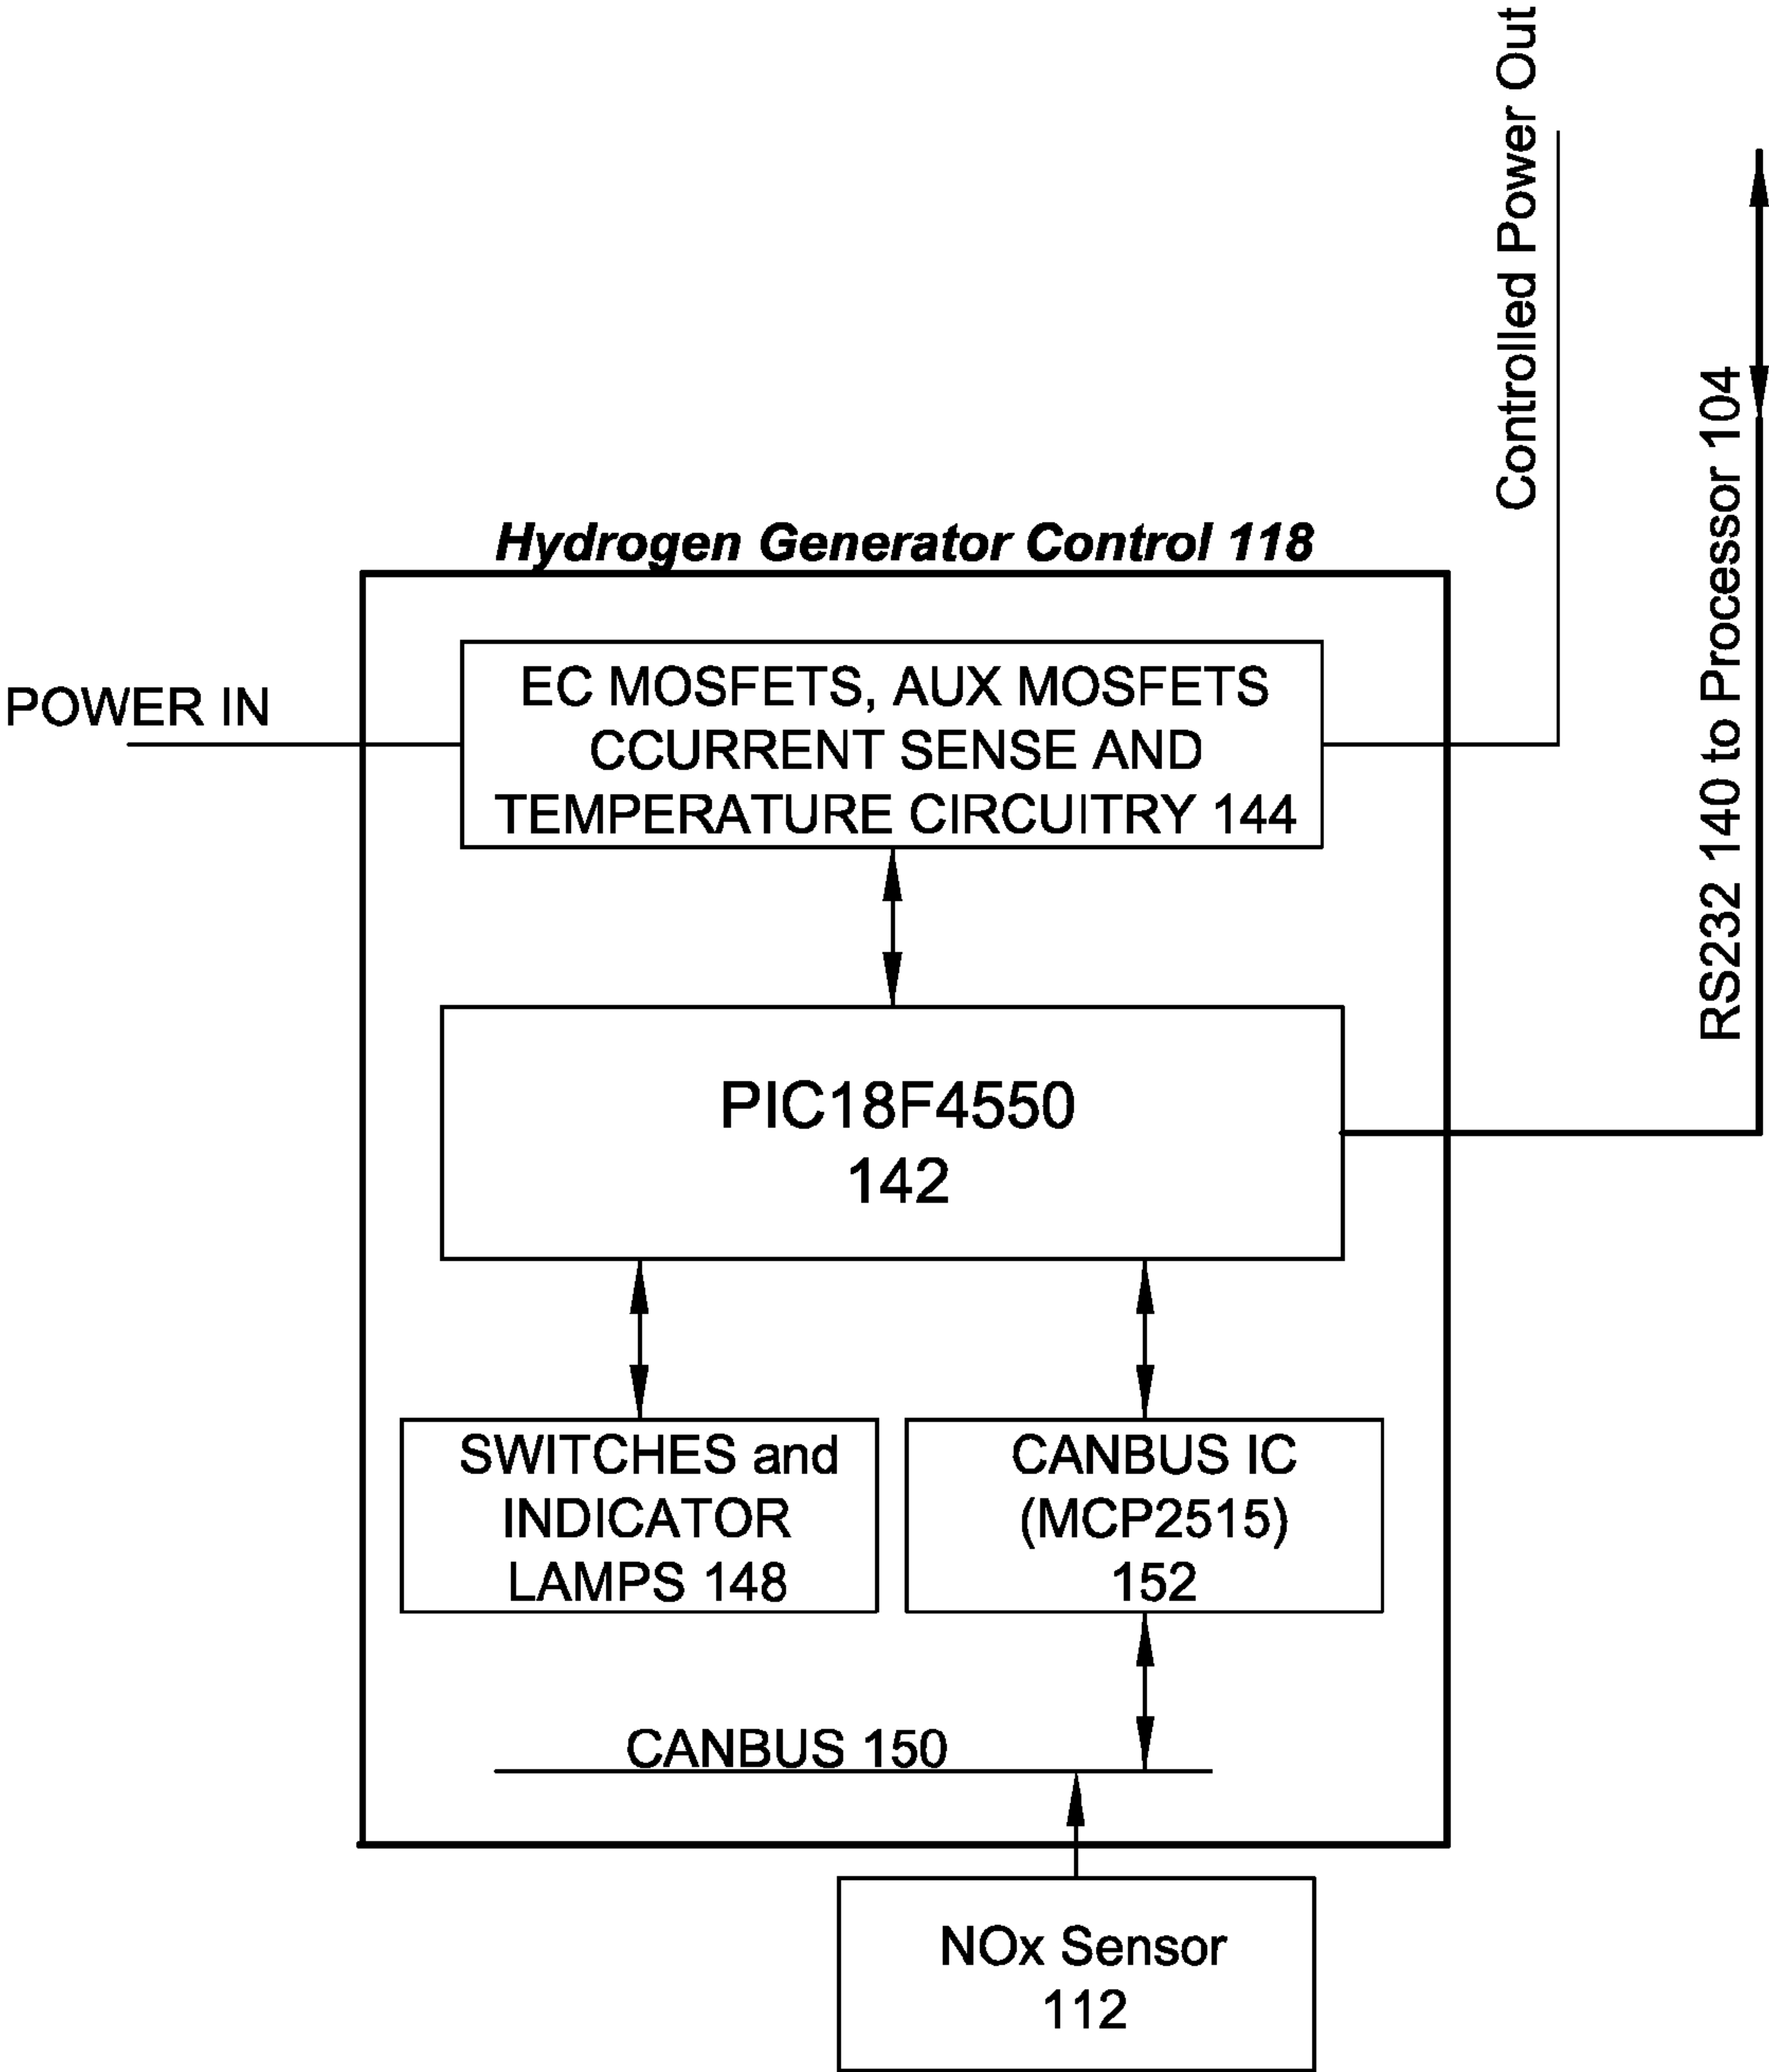 Controlled Power Out
RS232 140 to Processor 104
Hydrogen Generator Control 118
POWER IN
EC MOSFETS, AUX MOSFETS
CCURRENT SENSE AND
TEMPERATURE CIRCUITRY 144
PIC18F4550
142
SWITCHES and
INDICATOR
LAMPS 148
CANBUS IC
(MCP2515)
152
CANBUS 150
NOx Sensor
112